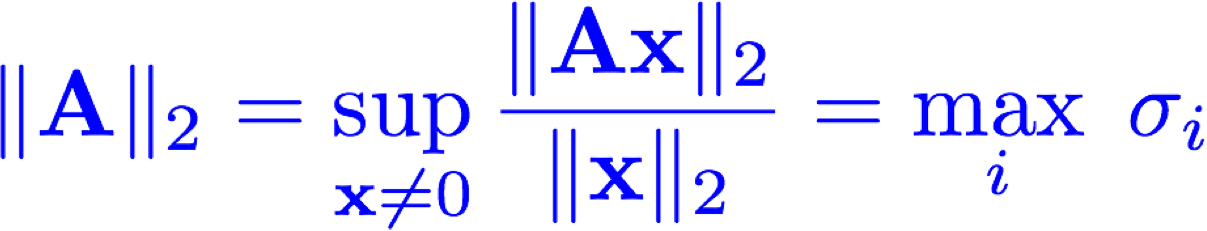 ‖A‖₂ = sup_{x≠0} ‖Ax‖₂ / ‖x‖₂ = max_i σ_i